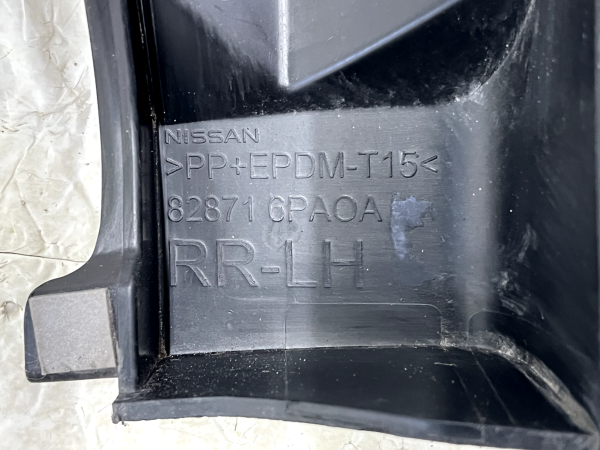 NISSAN
>PP+EPDM-T15<
82871 6PA0A
RR-LH